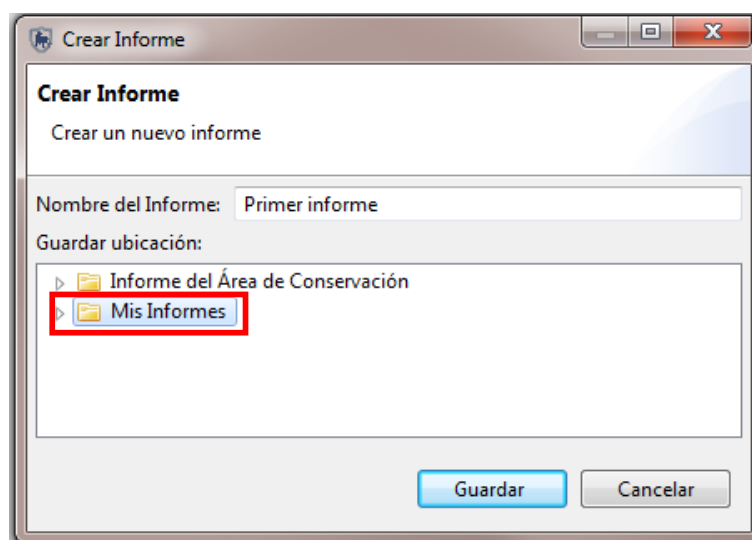 Crear Informe
Crear Informe
Crear un nuevo informe
Nombre del Informe: Primer informe
Guardar ubicación:
Informe del Área de Conservación
Mis Informes
Guardar Cancelar